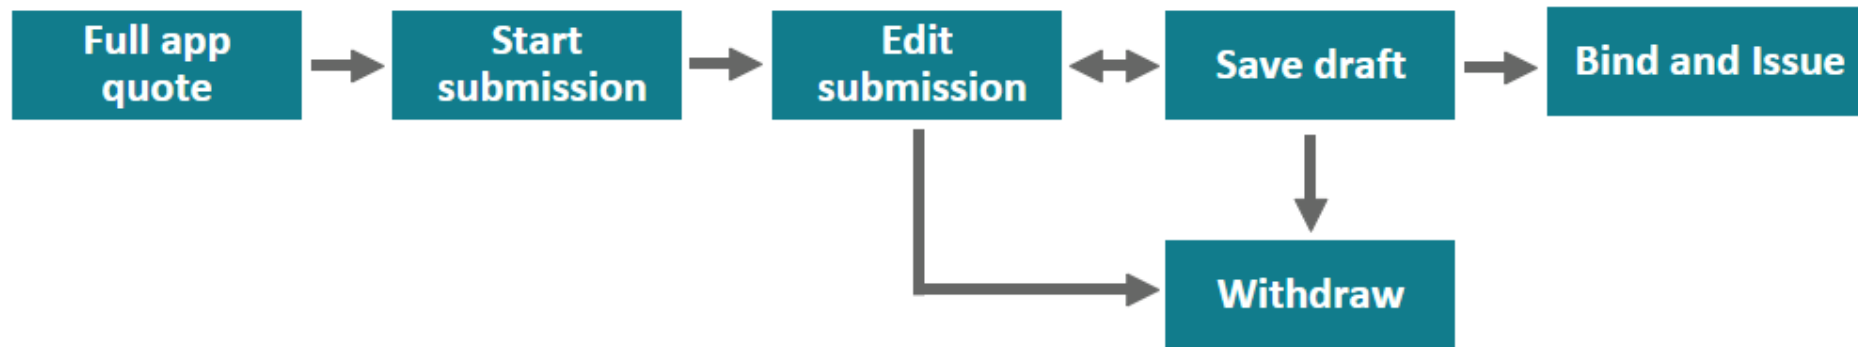 Full app
quote
Start
submission
Edit
submission
Save draft
Bind and Issue
Withdraw